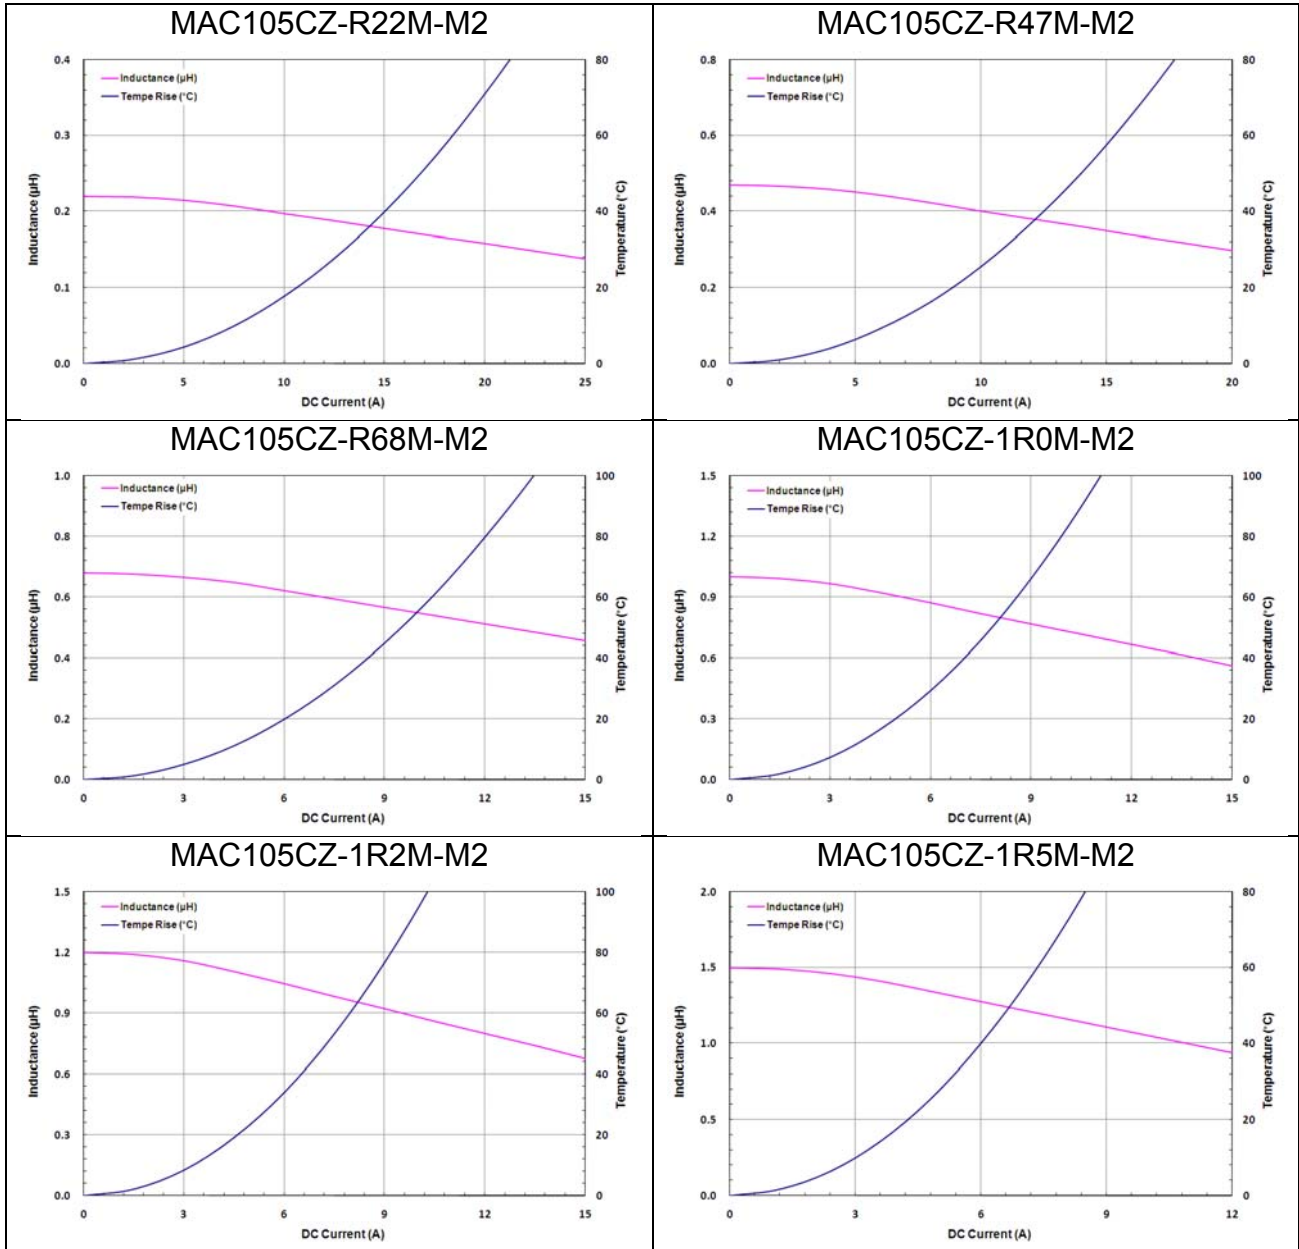 MAC105CZ-R22M-M2
Inductance (µH)
Tempe Rise (°C)
0.4
0.3
0.2
0.1
0.0
80
60
40
20
0
0 5 10 15 20 25
Inductance (µH)
Temperature (°C)
DC Current (A)
MAC105CZ-R47M-M2
Inductance (µH)
Tempe Rise (°C)
0.8
0.6
0.4
0.2
0.0
80
60
40
20
0
0 5 10 15 20
Inductance (µH)
Temperature (°C)
DC Current (A)
MAC105CZ-R68M-M2
Inductance (µH)
Tempe Rise (°C)
1.0
0.8
0.6
0.4
0.2
0.0
100
80
60
40
20
0
0 3 6 9 12 15
Inductance (µH)
Temperature (°C)
DC Current (A)
MAC105CZ-1R0M-M2
Inductance (µH)
Tempe Rise (°C)
1.5
1.2
0.9
0.6
0.3
0.0
100
80
60
40
20
0
0 3 6 9 12 15
Inductance (µH)
Temperature (°C)
DC Current (A)
MAC105CZ-1R2M-M2
Inductance (µH)
Tempe Rise (°C)
1.5
1.2
0.9
0.6
0.3
0.0
100
80
60
40
20
0
0 3 6 9 12 15
Inductance (µH)
Temperature (°C)
DC Current (A)
MAC105CZ-1R5M-M2
Inductance (µH)
Tempe Rise (°C)
2.0
1.5
1.0
0.5
0.0
80
60
40
20
0
0 3 6 9 12
Inductance (µH)
Temperature (°C)
DC Current (A)